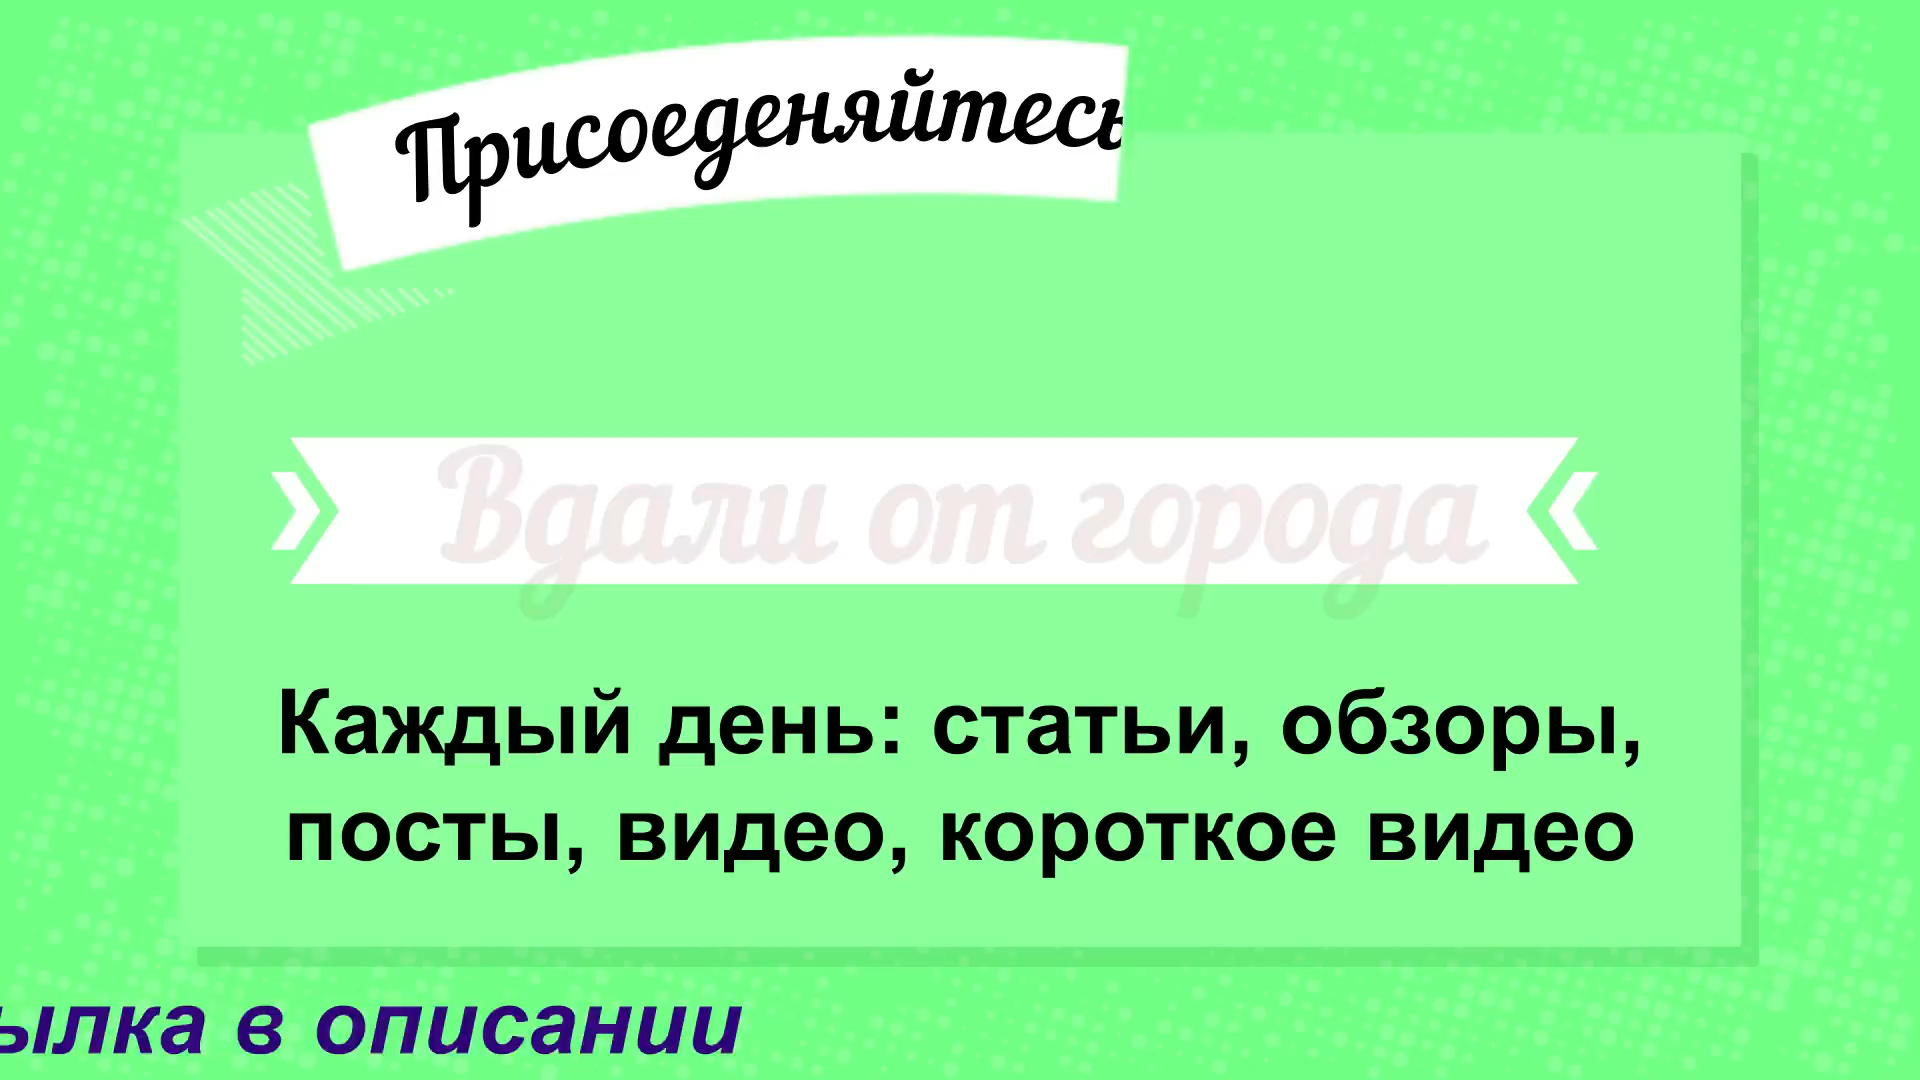 Присоеденяйтесь
Вдали от города
Каждый день: статьи, обзоры,
посты, видео, короткое видео
ылка в описании